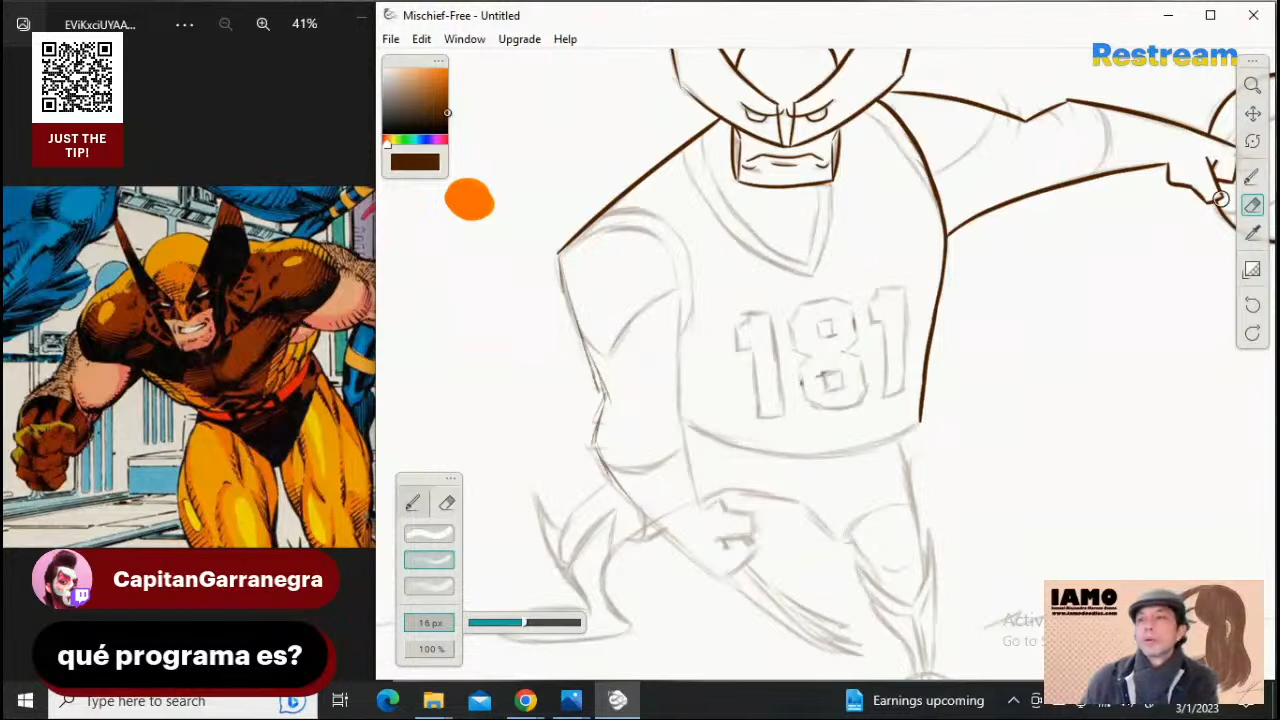 EViKxciUYAA...
41%
JUST THE
TIP!
CapitanGarranegra
qué programa es?
Mischief-Free - Untitled
File Edit Window Upgrade Help
Restream
181
16 px
100 %
IAMO
Type here to search
Earnings upcoming
3/1/2023